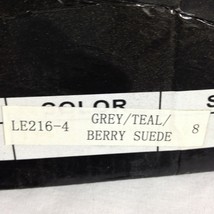 COLOR
S
LE216-4 GREY/TEAL/ 8
BERRY SUEDE